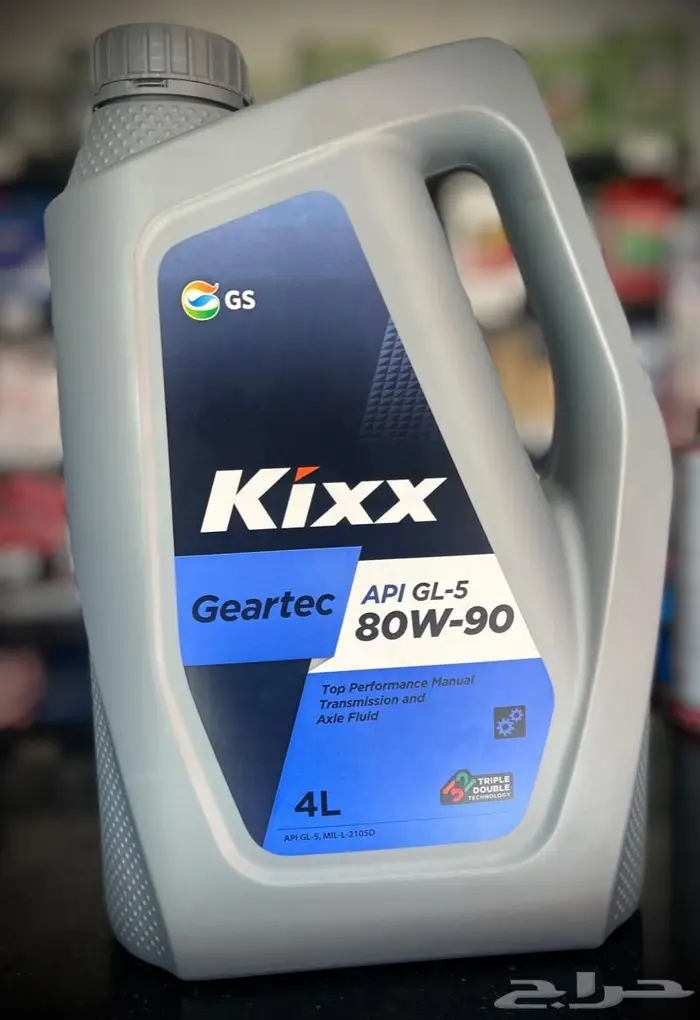 GS
Kixx
Geartec
API GL-5
80W-90
Top Performance Manual
Transmission and
Axle Fluid
TRIPLE
DOUBLE
TECHNOLOGY
4L
API GL-5, MIL-L-2105D
حراج